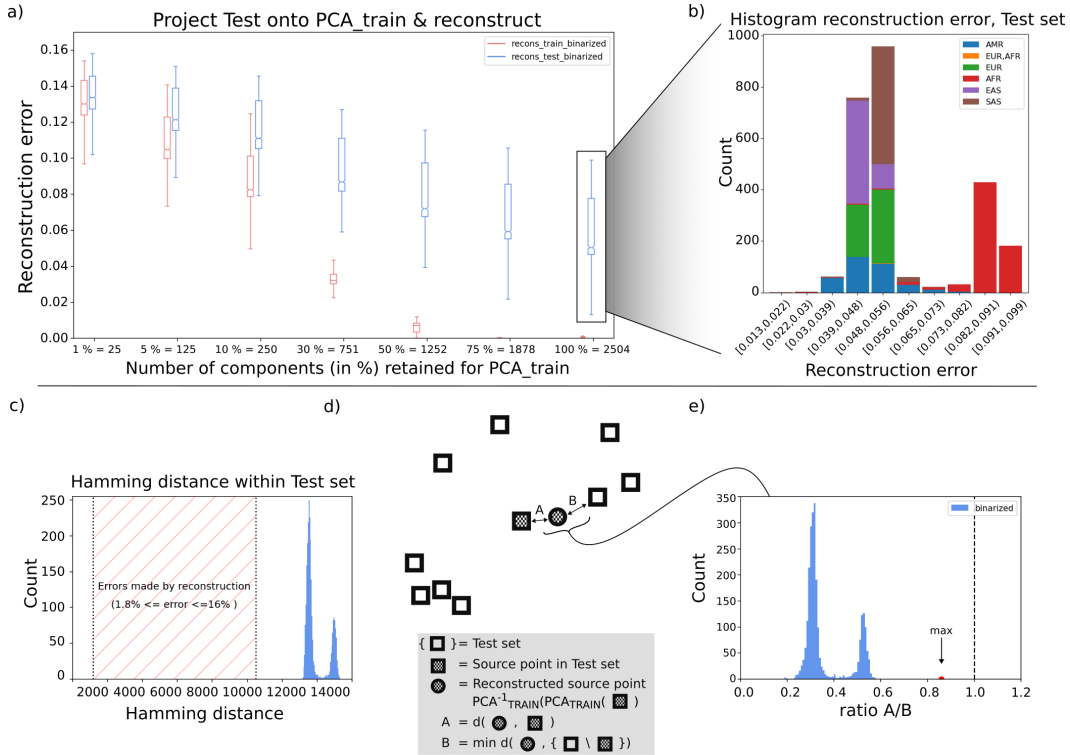 a)
Project Test onto PCA_train & reconstruct
recons_train_binarized
recons_test_binarized
0.16
0.14
0.12
0.10
0.08
0.06
0.04
0.02
0.00
Reconstruction error
1 % = 25
5 % = 125
10 % = 250
30 % = 751
50 % = 1252
75 % = 1878
100 % = 2504
Number of components (in %) retained for PCA_train
b)
Histogram reconstruction error, Test set
AMR
EUR,AFR
EUR
AFR
EAS
SAS
1000
800
600
400
200
0
Count
[0.013,0.022)
[0.022,0.03)
[0.03,0.039)
[0.039,0.048)
[0.048,0.056)
[0.056,0.065)
[0.065,0.073)
[0.073,0.082)
[0.082,0.091)
[0.091,0.099)
Reconstruction error
c)
Hamming distance within Test set
250
200
150
100
50
0
Count
Errors made by reconstruction
(1.8% <= error <=16% )
2000 4000 6000 8000 10000 12000 14000
Hamming distance
d)
A
B
{ } = Test set
= Source point in Test set
= Reconstructed source point
PCA-1TRAIN(PCATRAIN( )
A = d( , )
B = min d( , { \ })
e)
binarized
350
300
250
200
150
100
50
0
Count
max
0.0 0.2 0.4 0.6 0.8 1.0 1.2
ratio A/B